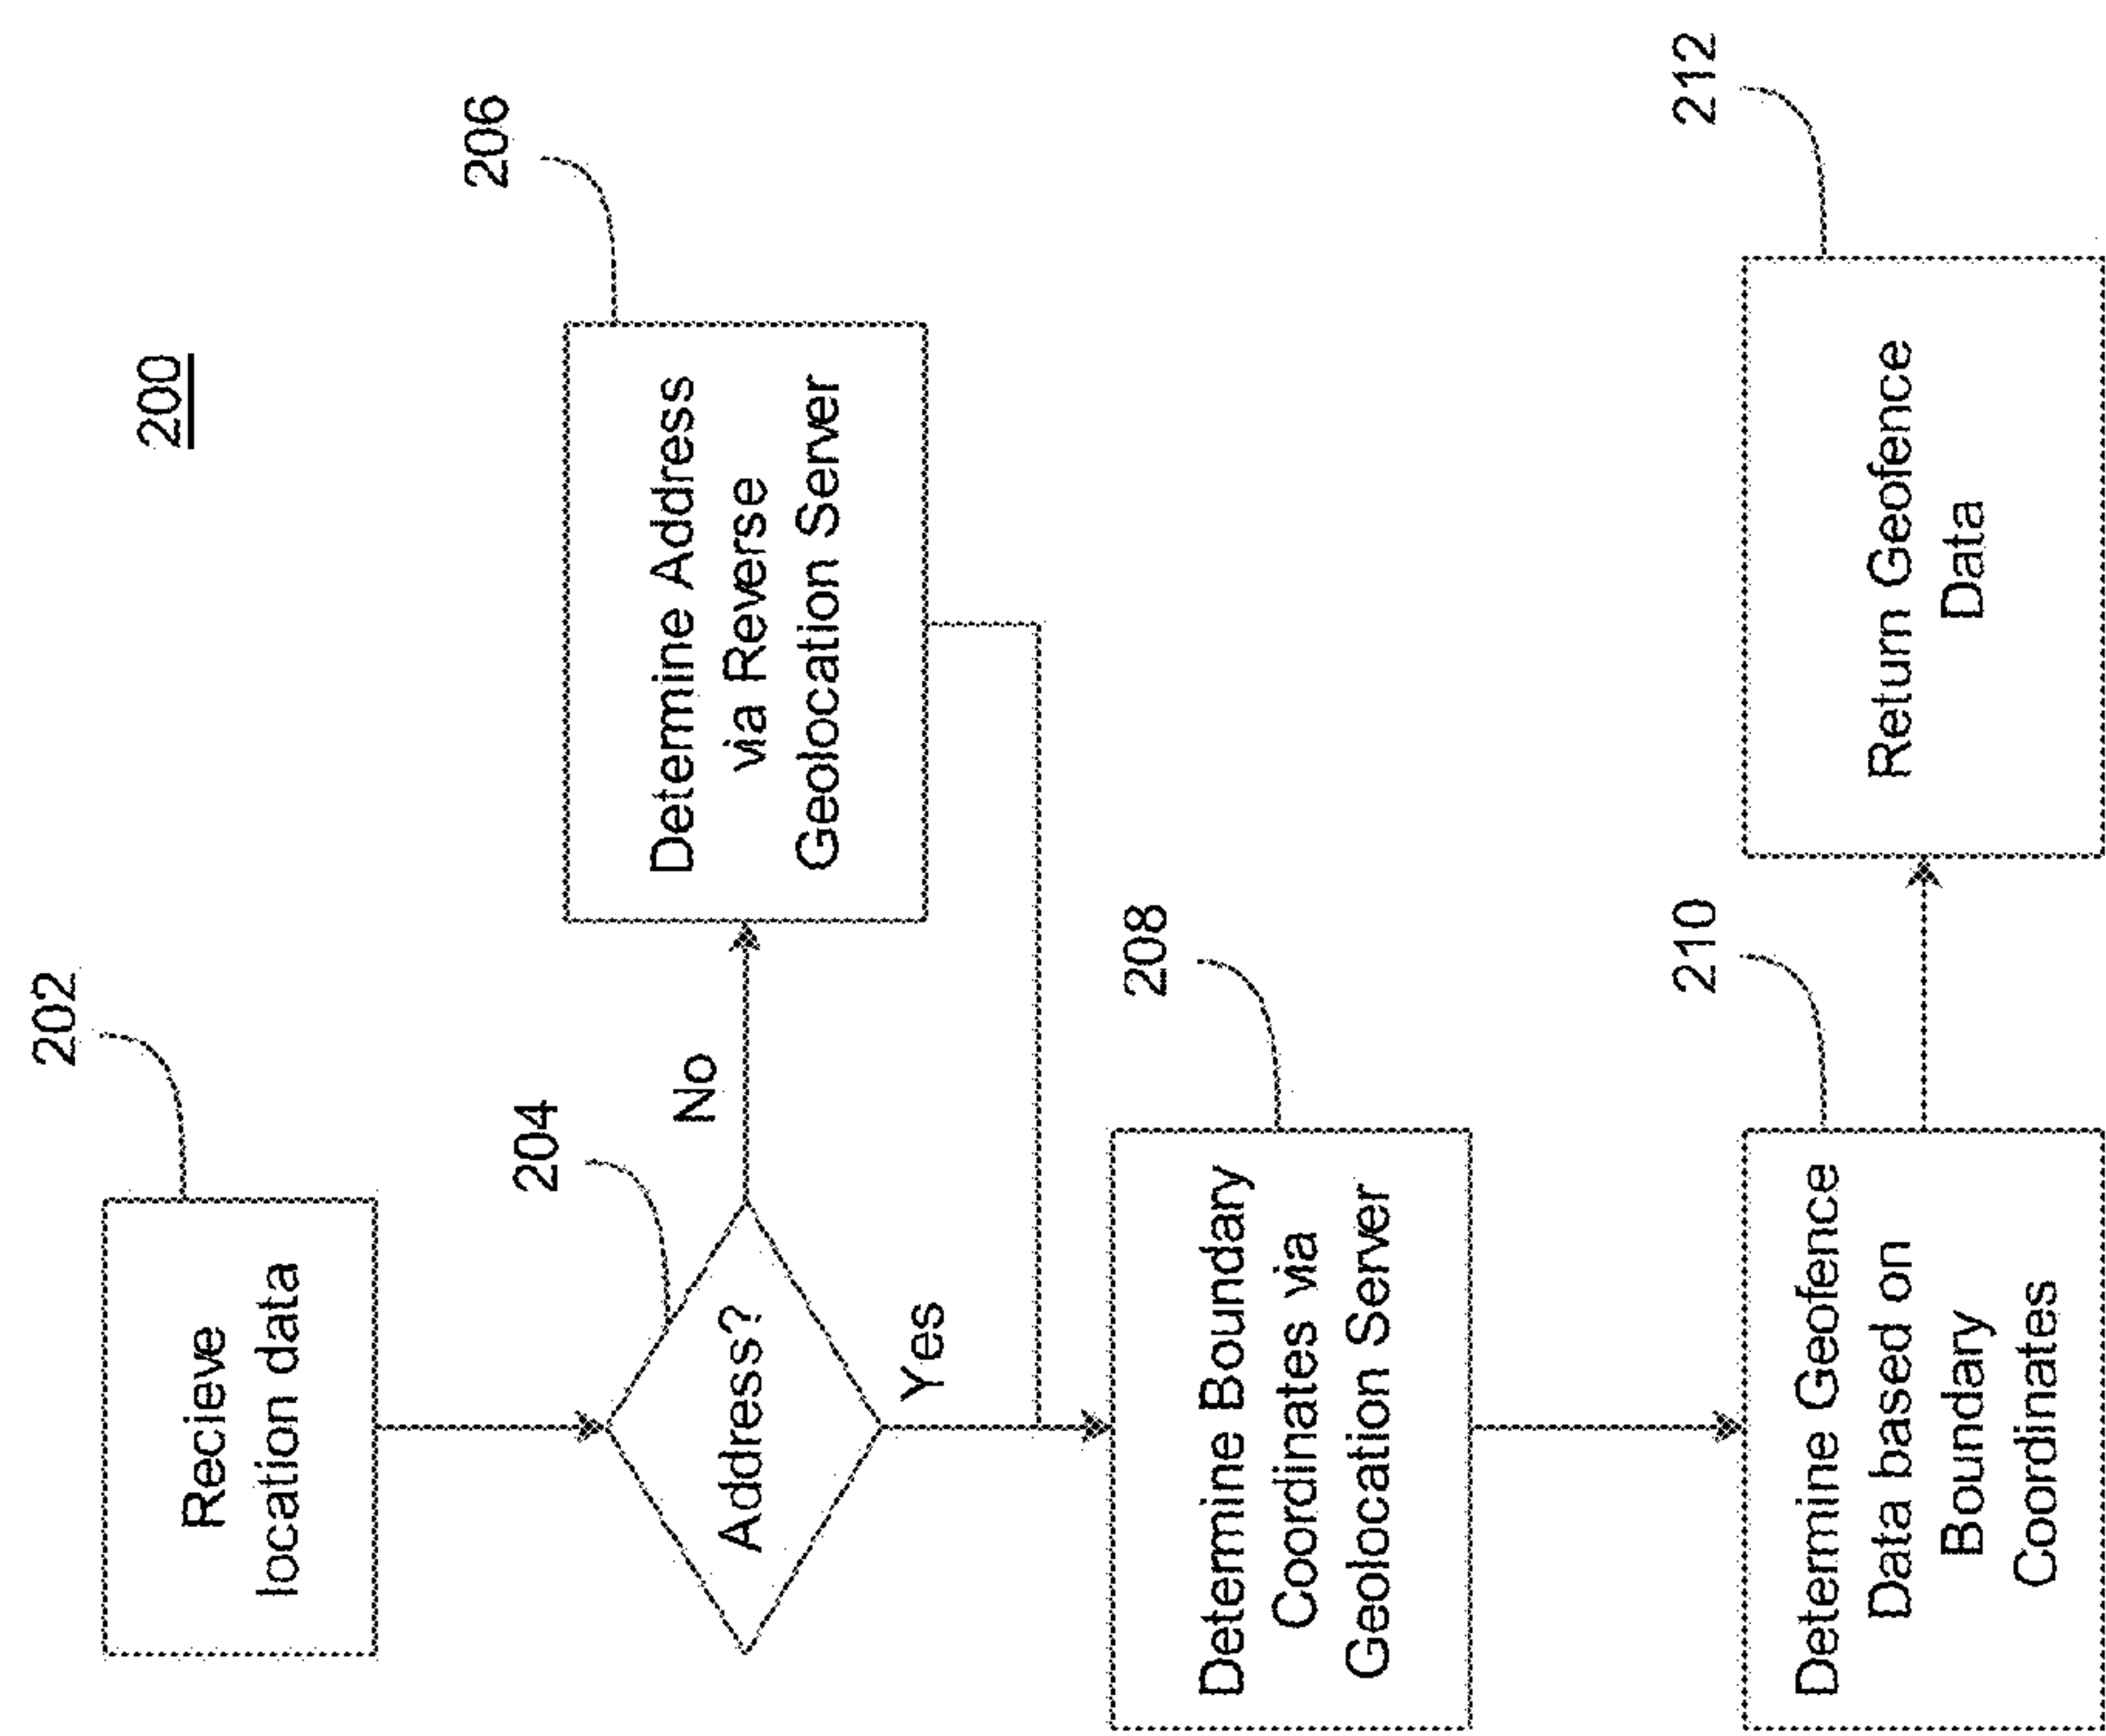 200
202
Recieve
location data
204
Address?
No
Yes
206
Determine Address
via Reverse
Geolocation Server
208
Determine Boundary
Coordinates via
Geolocation Server
210
Determine Geofence
Data based on
Boundary
Coordinates
212
Return Geofence
Data